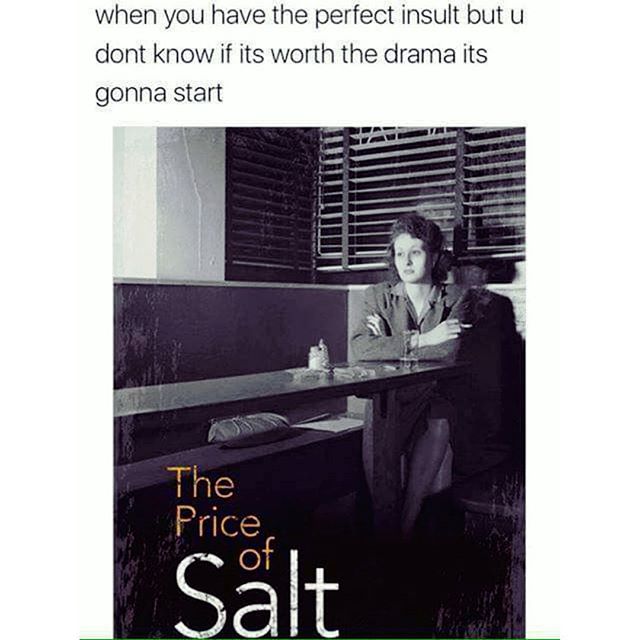 when you have the perfect insult but u
dont know if its worth the drama its
gonna start
The
Price
of
Salt